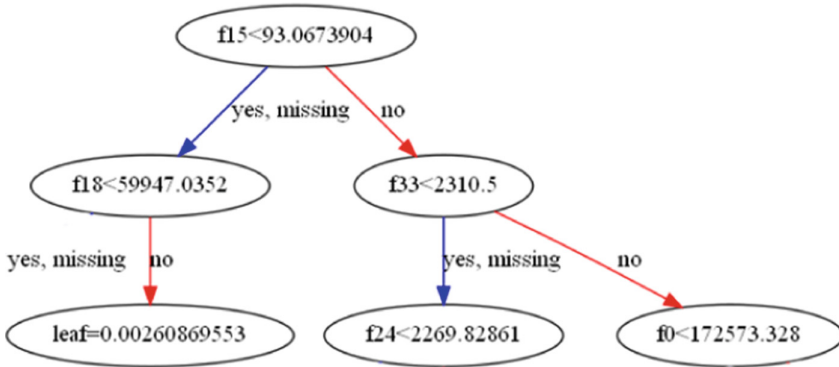 f15<93.0673904
yes, missing no
f18<59947.0352 f33<2310.5
yes, missing no yes, missing no
leaf=0.00260869553 f24<2269.82861 f0<172573.328